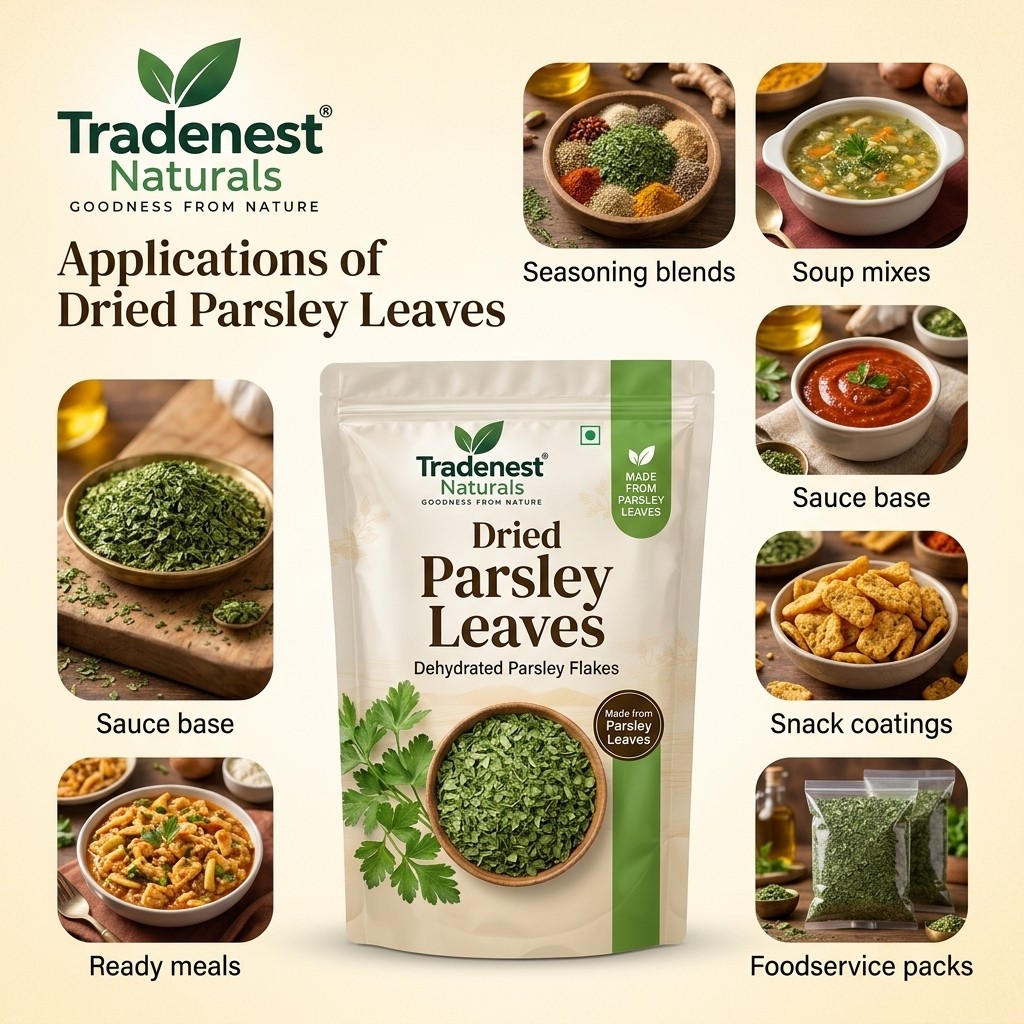 Tradenest®
Naturals
GOODNESS FROM NATURE
Applications of
Dried Parsley Leaves
Seasoning blends
Soup mixes
Sauce base
Sauce base
Snack coatings
Ready meals
Foodservice packs
Tradenest®
Naturals
GOODNESS FROM NATURE
MADE
FROM
PARSLEY
LEAVES
Dried
Parsley
Leaves
Dehydrated Parsley Flakes
Made from
Parsley
Leaves